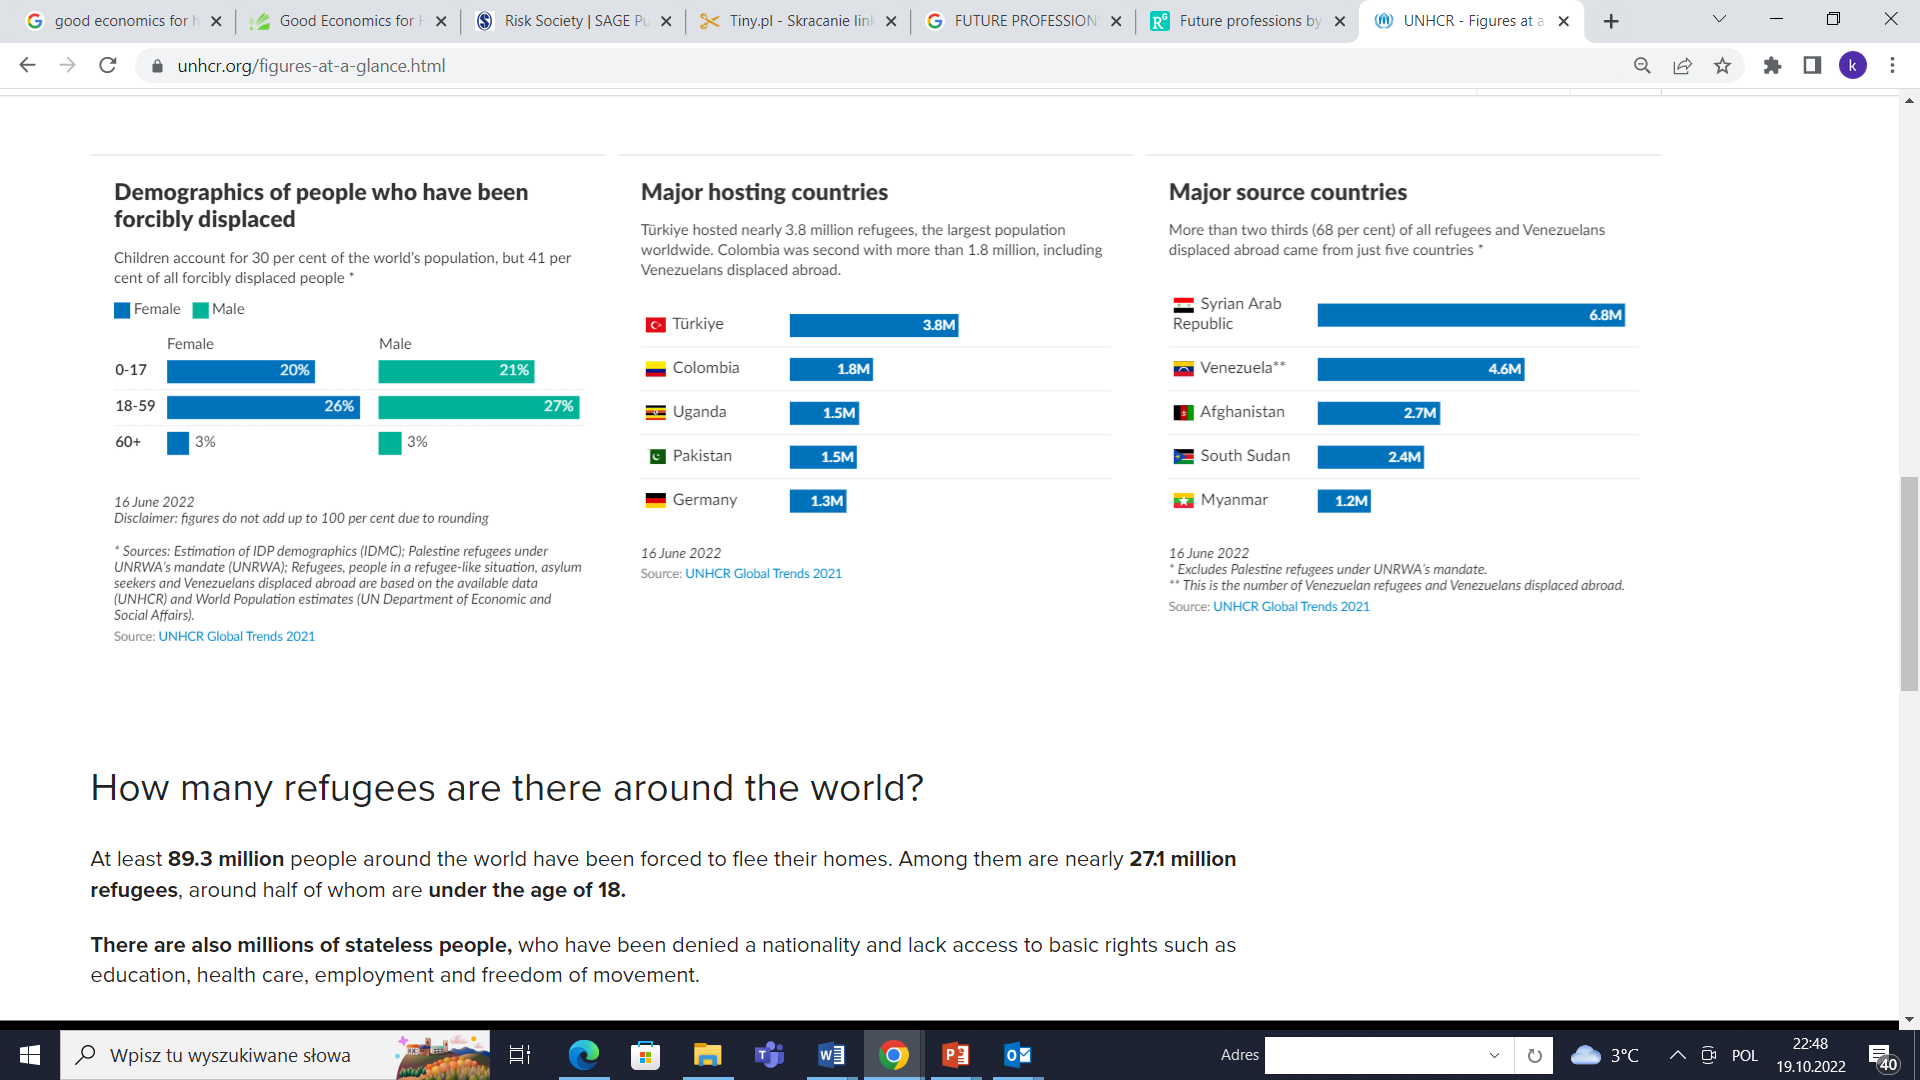 good economics for h
Good Economics for H
Risk Society | SAGE Pu
Tiny.pl - Skracanie link
FUTURE PROFESSION
Future professions by
UNHCR - Figures at a
unhcr.org/figures-at-a-glance.html
k
Demographics of people who have been
forcibly displaced
Children account for 30 per cent of the world's population, but 41 per
cent of all forcibly displaced people *
Female Male
Female Male
0-17 20% 21%
18-59 26% 27%
60+ 3% 3%
16 June 2022
Disclaimer: figures do not add up to 100 per cent due to rounding
* Sources: Estimation of IDP demographics (IDMC); Palestine refugees under
UNRWA's mandate (UNRWA); Refugees, people in a refugee-like situation, asylum
seekers and Venezuelans displaced abroad are based on the available data
(UNHCR) and World Population estimates (UN Department of Economic and
Social Affairs).
Source: UNHCR Global Trends 2021
Major hosting countries
Türkiye hosted nearly 3.8 million refugees, the largest population
worldwide. Colombia was second with more than 1.8 million, including
Venezuelans displaced abroad.
Türkiye 3.8M
Colombia 1.8M
Uganda 1.5M
Pakistan 1.5M
Germany 1.3M
16 June 2022
Source: UNHCR Global Trends 2021
Major source countries
More than two thirds (68 per cent) of all refugees and Venezuelans
displaced abroad came from just five countries *
Syrian Arab
Republic 6.8M
Venezuela** 4.6M
Afghanistan 2.7M
South Sudan 2.4M
Myanmar 1.2M
16 June 2022
* Excludes Palestine refugees under UNRWA's mandate.
** This is the number of Venezuelan refugees and Venezuelans displaced abroad.
Source: UNHCR Global Trends 2021
How many refugees are there around the world?
At least 89.3 million people around the world have been forced to flee their homes. Among them are nearly 27.1 million
refugees, around half of whom are under the age of 18.
There are also millions of stateless people, who have been denied a nationality and lack access to basic rights such as
education, health care, employment and freedom of movement.
Wpisz tu wyszukiwane słowa
Adres
3°C
POL
22:48
19.10.2022
40